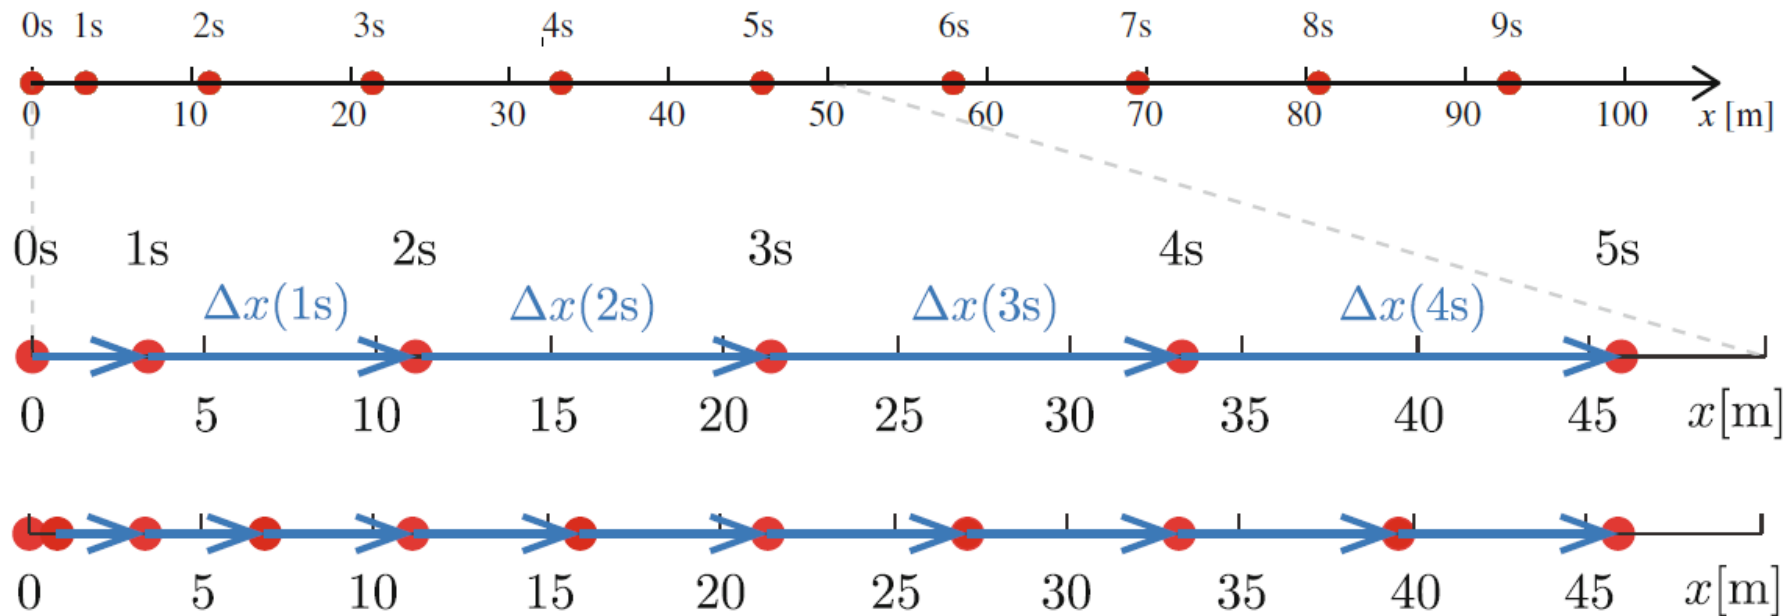 0s 1s 2s 3s 4s 5s 6s 7s 8s 9s
0 10 20 30 40 50 60 70 80 90 100 x [m]
0s 1s 2s 3s 4s 5s
Δx(1s) Δx(2s) Δx(3s) Δx(4s)
0 5 10 15 20 25 30 35 40 45 x[m]
0 5 10 15 20 25 30 35 40 45 x[m]